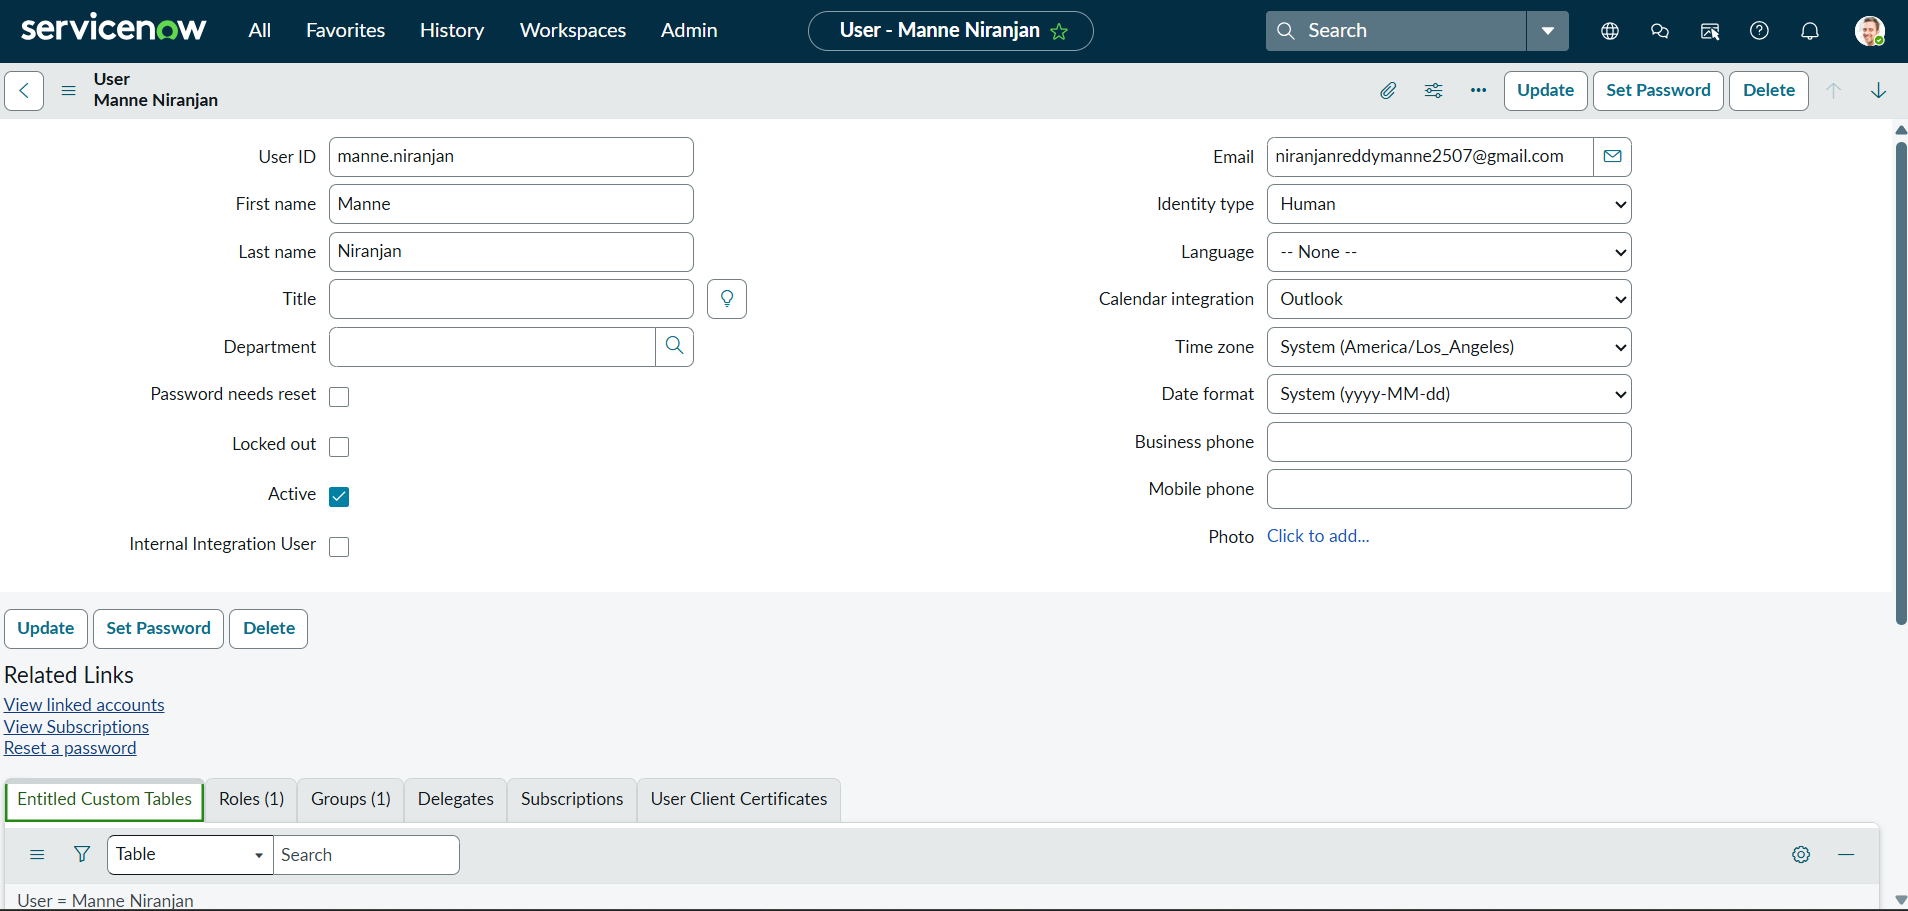 servicenow All Favorites History Workspaces Admin User - Manne Niranjan Search
User
Manne Niranjan
Update Set Password Delete
User ID manne.niranjan
First name Manne
Last name Niranjan
Title
Department
Password needs reset
Locked out
Active
Internal Integration User
Email niranjanreddymanne2507@gmail.com
Identity type Human
Language -- None --
Calendar integration Outlook
Time zone System (America/Los_Angeles)
Date format System (yyyy-MM-dd)
Business phone
Mobile phone
Photo Click to add...
Update Set Password Delete
Related Links
View linked accounts
View Subscriptions
Reset a password
Entitled Custom Tables Roles (1) Groups (1) Delegates Subscriptions User Client Certificates
Table Search
User = Manne Niranjan